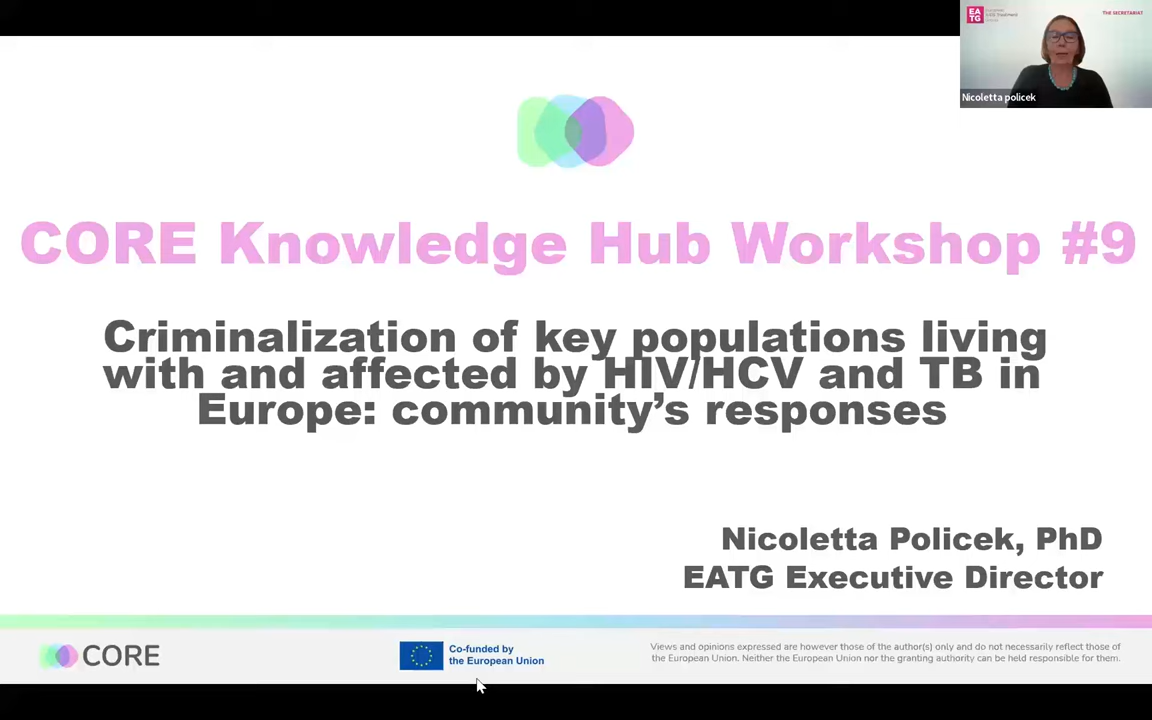 EA
TG
THE SECRETARIAT
Nicoletta policek
CORE Knowledge Hub Workshop #9
Criminalization of key populations living
with and affected by HIV/HCV and TB in
Europe: community’s responses
Nicoletta Policek, PhD
EATG Executive Director
CORE
Co-funded by
the European Union
Views and opinions expressed are however those of the author(s) only and do not necessarily reflect those of
the European Union. Neither the European Union nor the granting authority can be held responsible for them.